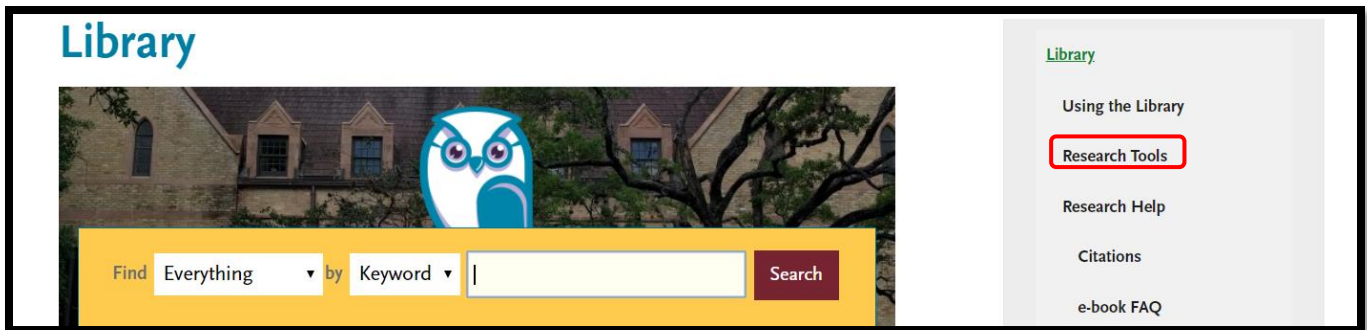 Library
Find Everything by Keyword Search
Library
Using the Library
Research Tools
Research Help
Citations
e-book FAQ